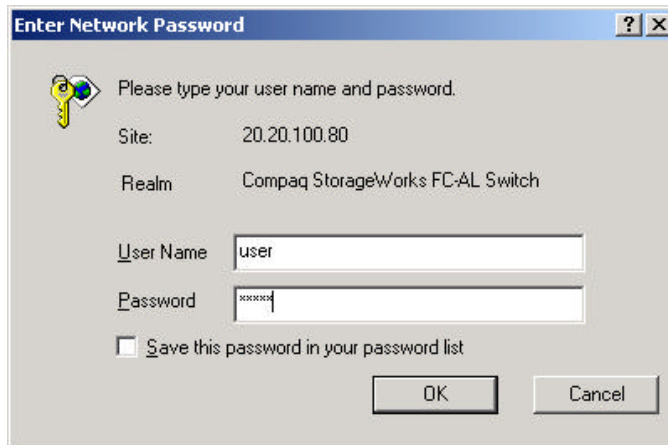 Enter Network Password
Please type your user name and password.
Site: 20.20.100.80
Realm Compaq StorageWorks FC-AL Switch
User Name user
Password xxxxx
Save this password in your password list
OK Cancel